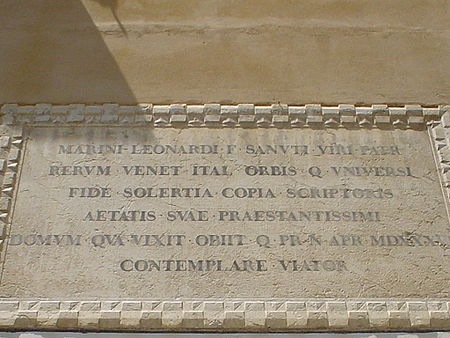 MARINI · LEONARDI · F · SANVTI · VIRI · PATR
RERVM · VENET · ITAL · ORBIS · Q · VNIVERSI
FIDE · SOLERTIA · COPIA · SCRIPTORIS
AETATIS · SVAE · PRAESTANTISSIMI
DOMVM · QVA · VIXIT · OBIIT · Q · PR · N · APR
CONTEMPLARE · VIATOR